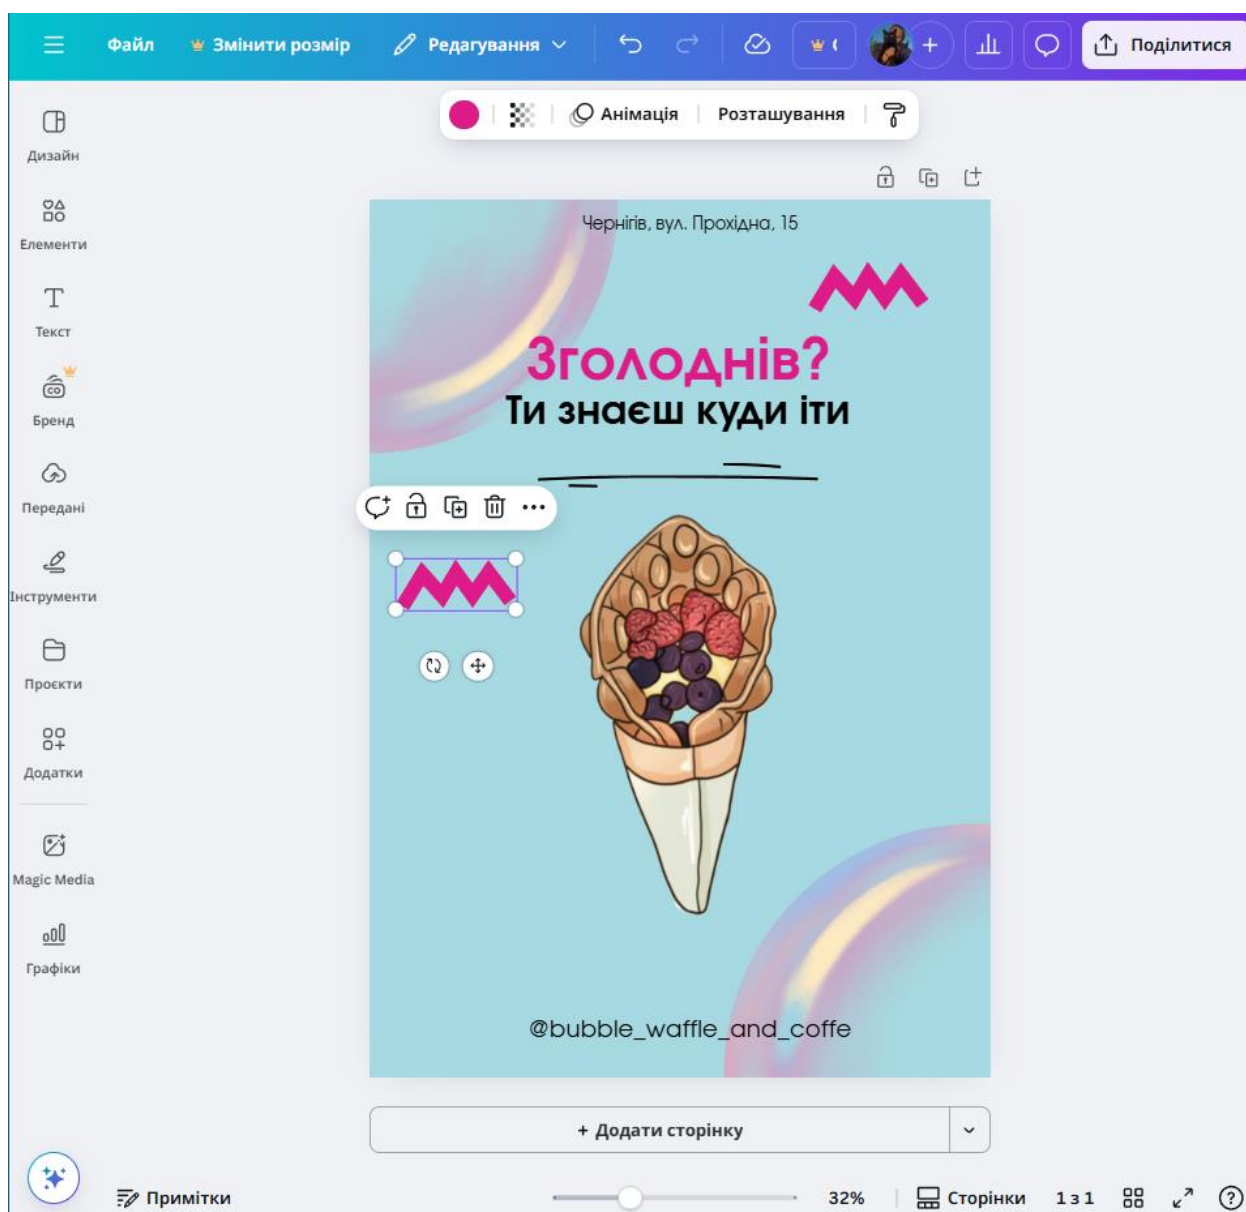 Файл
Змінити розмір
Редагування
Поділитися
Анімація
Розташування
Дизайн
Елементи
Текст
Бренд
Передані
Інструменти
Проєкти
Додатки
Magic Media
Графіки
Чернігів, вул. Прохідна, 15
Зголоднів?
Ти знаєш куди іти
@bubble_waffle_and_coffe
+ Додати сторінку
Примітки
32%
Сторінки
1 з 1